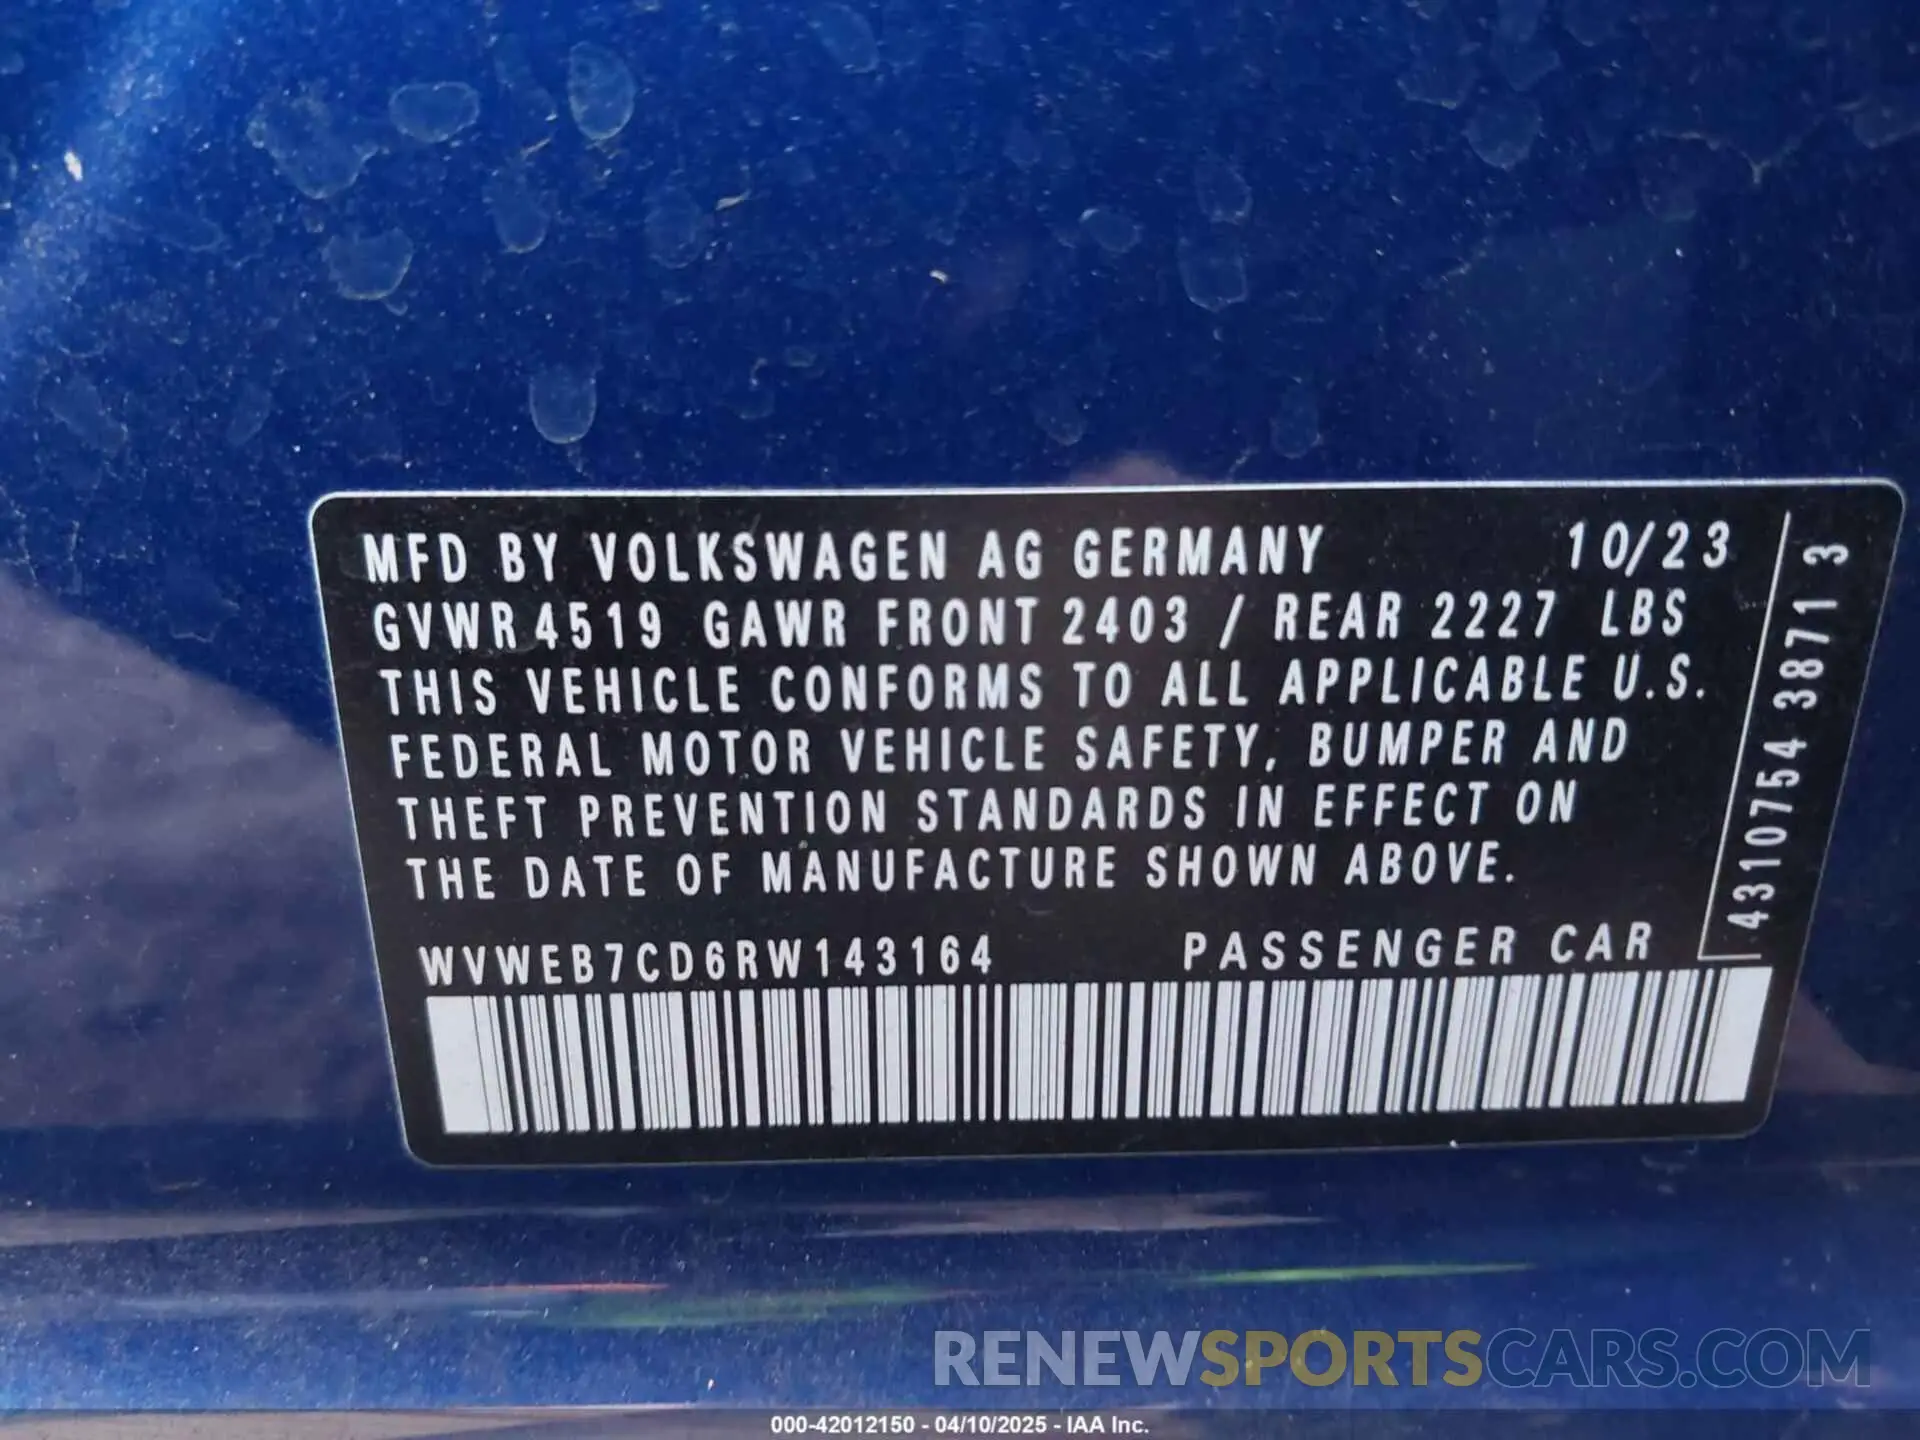 MFD BY VOLKSWAGEN AG GERMANY 10/23
GVWR 4519 GAWR FRONT 2403 / REAR 2227 LBS
THIS VEHICLE CONFORMS TO ALL APPLICABLE U.S.
FEDERAL MOTOR VEHICLE SAFETY, BUMPER AND
THEFT PREVENTION STANDARDS IN EFFECT ON
THE DATE OF MANUFACTURE SHOWN ABOVE.
WVWEB7CD6RW143164 PASSENGER CAR
4310754 3871 3
RENEWSPORTSCARS.COM
000-42012150 - 04/10/2025 - IAA Inc.